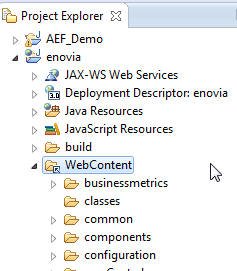 Project Explorer
AEF_Demo
enovia
JAX-WS Web Services
Deployment Descriptor: enovia
Java Resources
JavaScript Resources
build
WebContent
businessmetrics
classes
common
components
configuration